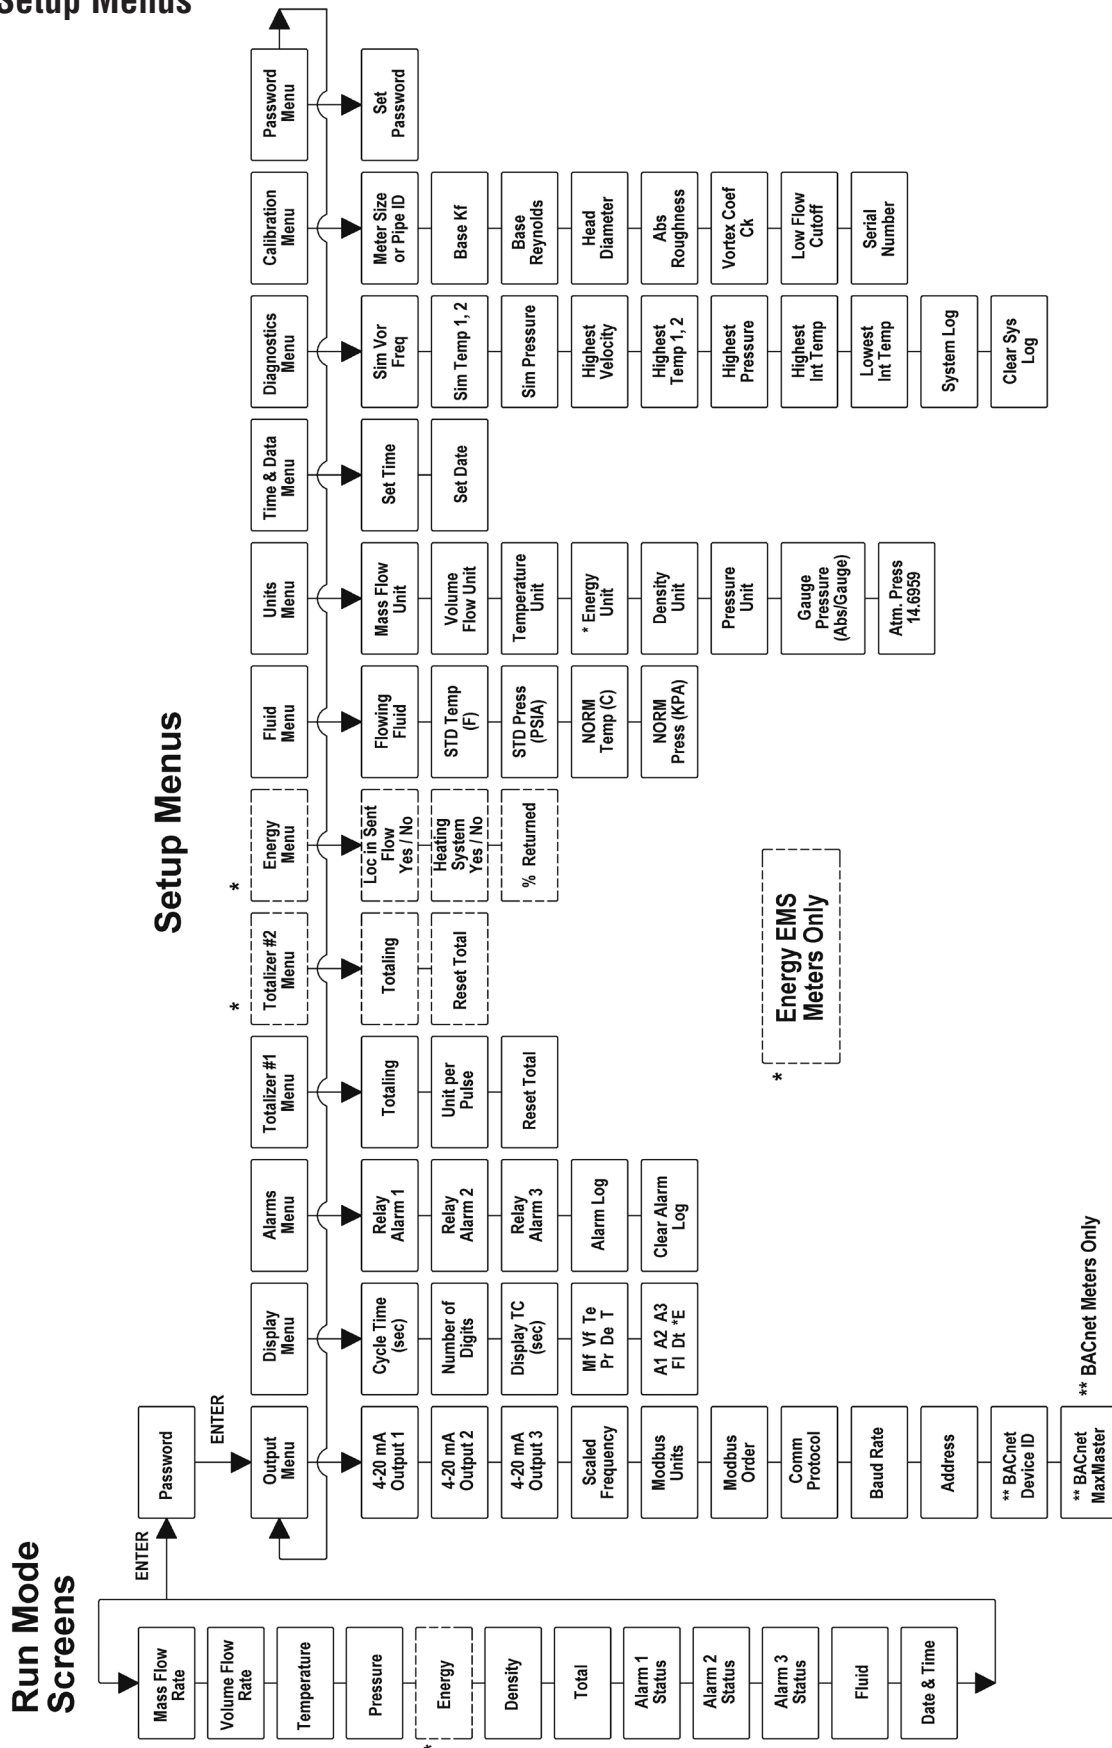 Setup Menus
Run Mode
Screens
Mass Flow
Rate
Volume Flow
Rate
Temperature
Pressure
*
Energy
Density
Total
Alarm 1
Status
Alarm 2
Status
Alarm 3
Status
Fluid
Date & Time
ENTER
Password
ENTER
Setup Menus
Output
Menu
4-20 mA
Output 1
4-20 mA
Output 2
4-20 mA
Output 3
Scaled
Frequency
Modbus
Units
Modbus
Order
Comm
Protocol
Baud Rate
Address
** BACnet
Device ID
** BACnet
MaxMaster
** BACnet Meters Only
Display
Menu
Cycle Time
(sec)
Number of
Digits
Display TC
(sec)
Mf Vf Te
Pr De T
A1 A2 A3
Fl Dt *E
Alarms
Menu
Relay
Alarm 1
Relay
Alarm 2
Relay
Alarm 3
Alarm Log
Clear Alarm
Log
Totalizer #1
Menu
Totaling
Unit per
Pulse
Reset Total
*
Totalizer #2
Menu
Totaling
Reset Total
*
Energy
Menu
Loc in Sent
Flow
Yes / No
Heating
System
Yes / No
% Returned
*
Energy EMS
Meters Only
Fluid
Menu
Flowing
Fluid
STD Temp
(F)
STD Press
(PSIA)
NORM
Temp (C)
NORM
Press (KPA)
Units
Menu
Mass Flow
Unit
Volume
Flow Unit
Temperature
Unit
* Energy
Unit
Density
Unit
Pressure
Unit
Gauge
Pressure
(Abs/Gauge)
Atm. Press
14.6959
Time & Data
Menu
Set Time
Set Date
Diagnostics
Menu
Sim Vor
Freq
Sim Temp 1, 2
Sim Pressure
Highest
Velocity
Highest
Temp 1, 2
Highest
Pressure
Highest
Int Temp
Lowest
Int Temp
System Log
Clear Sys
Log
Calibration
Menu
Meter Size
or Pipe ID
Base Kf
Base
Reynolds
Head
Diameter
Abs
Roughness
Vortex Coef
Ck
Low Flow
Cutoff
Serial
Number
Password
Menu
Set
Password